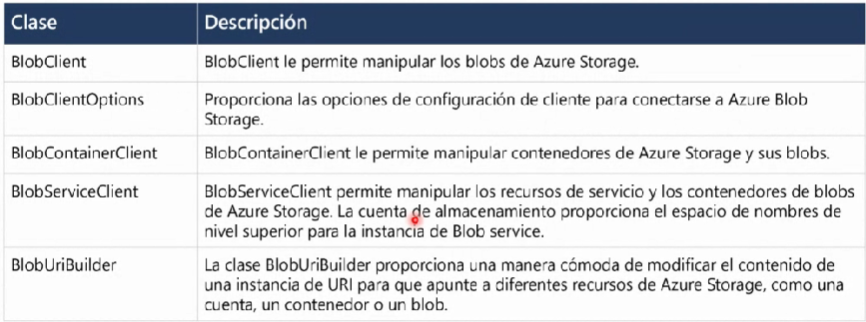 Clase Descripción
BlobClient BlobClient le permite manipular los blobs de Azure Storage.
BlobClientOptions Proporciona las opciones de configuración de cliente para conectarse a Azure Blob
Storage.
BlobContainerClient BlobContainerClient le permite manipular contenedores de Azure Storage y sus blobs.
BlobServiceClient BlobServiceClient permite manipular los recursos de servicio y los contenedores de blobs
de Azure Storage. La cuenta de almacenamiento proporciona el espacio de nombres de
nivel superior para la instancia de Blob service.
BlobUriBuilder La clase BlobUriBuilder proporciona una manera cómoda de modificar el contenido de
una instancia de URI para que apunte a diferentes recursos de Azure Storage, como una
cuenta, un contenedor o un blob.